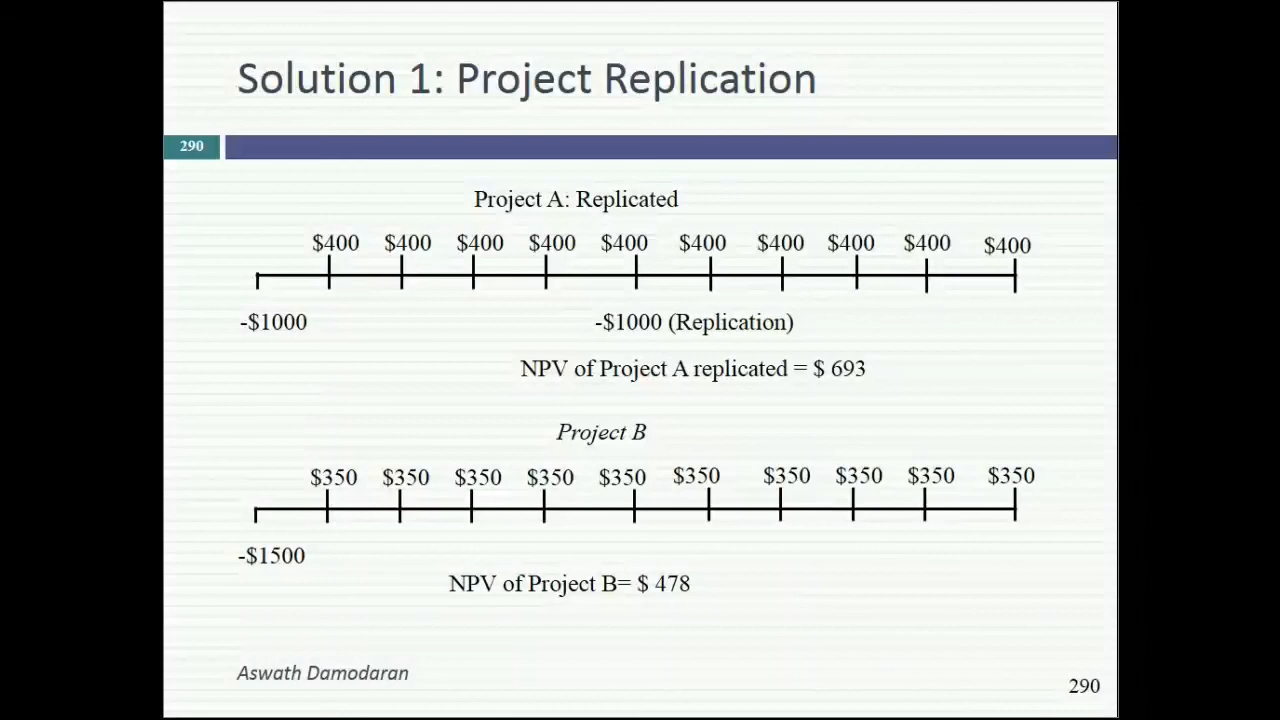 Solution 1: Project Replication
290
Project A: Replicated
$400 $400 $400 $400 $400 $400 $400 $400 $400 $400
-$1000 -$1000 (Replication)
NPV of Project A replicated = $ 693
Project B
$350 $350 $350 $350 $350 $350 $350 $350 $350 $350
-$1500
NPV of Project B= $ 478
Aswath Damodaran
290